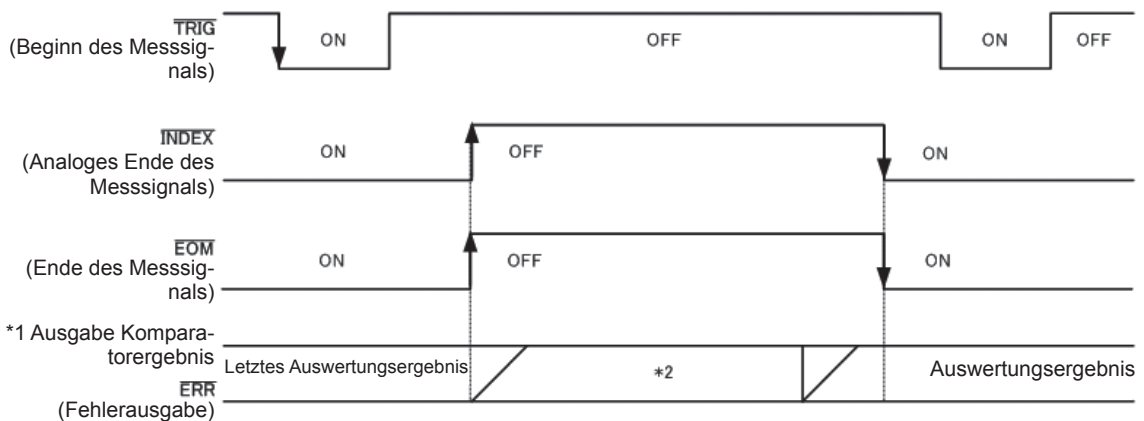 TRIG
(Beginn des Messsig-
nals)
ON
OFF
ON
OFF
INDEX
(Analoges Ende des
Messsignals)
ON
OFF
ON
EOM
(Ende des Messsig-
nals)
ON
OFF
ON
*1 Ausgabe Kompara-
torergebnis
Letztes Auswertungsergebnis
*2
Auswertungsergebnis
ERR
(Fehlerausgabe)